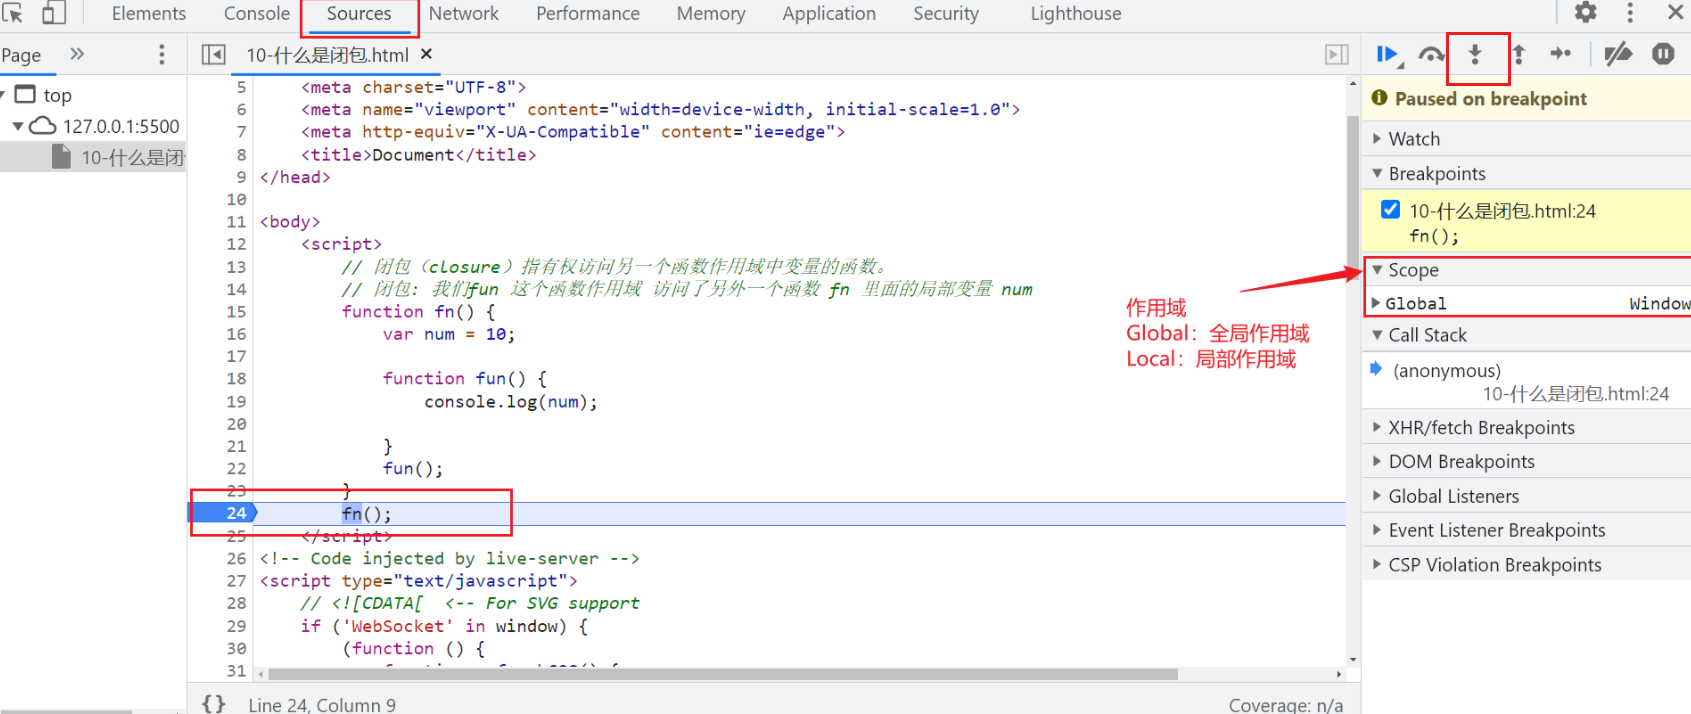 Elements Console Sources Network Performance Memory Application Security Lighthouse
Page
10-什么是闭包.html
top
127.0.0.1:5500
10-什么是闭
5 <meta charset="UTF-8">
6 <meta name="viewport" content="width=device-width, initial-scale=1.0">
7 <meta http-equiv="X-UA-Compatible" content="ie=edge">
8 <title>Document</title>
9 </head>
10
11 <body>
12 <script>
13 // 闭包（closure）指有权访问另一个函数作用域中变量的函数。
14 // 闭包: 我们fun 这个函数作用域 访问了另外一个函数 fn 里面的局部变量 num
15 function fn() {
16 var num = 10;
17
18 function fun() {
19 console.log(num);
20
21 }
22 fun();
23 }
24 fn();
25 </script>
26 <!-- Code injected by live-server -->
27 <script type="text/javascript">
28 // <![CDATA[ <-- For SVG support
29 if ('WebSocket' in window) {
30 (function () {
31
作用域
Global：全局作用域
Local：局部作用域
{} Line 24, Column 9
Coverage: n/a
Paused on breakpoint
Watch
Breakpoints
10-什么是闭包.html:24
fn();
Scope
Global Window
Call Stack
(anonymous)
10-什么是闭包.html:24
XHR/fetch Breakpoints
DOM Breakpoints
Global Listeners
Event Listener Breakpoints
CSP Violation Breakpoints